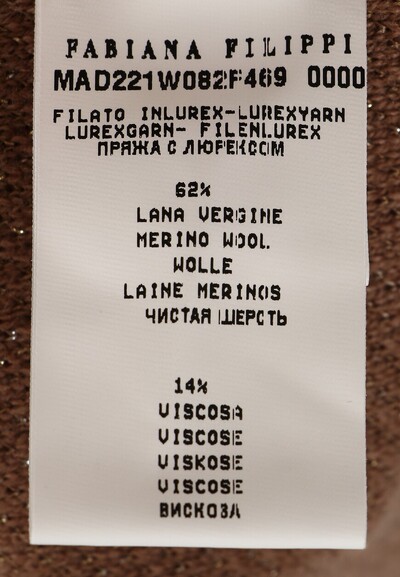 FABIANA FILIPPI
MAD221W082F469 0000
FILATO INLUREX-LUREXYARN
LUREXGARN- FILENLUREX
ПРЯЖА С ЛЮРЕКСОМ
62%
LANA VERGINE
MERINO WOOL
WOLLE
LAINE MERINOS
ЧИСТАЯ ШЕРСТЬ
14%
VISCOSA
VISCOSE
VISKOSE
VISCOSE
ВИСКОЗА